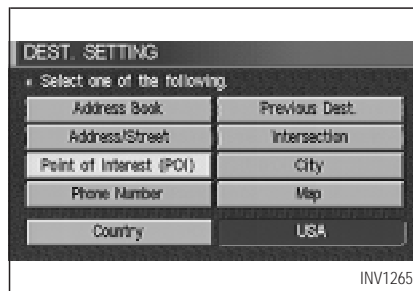 DEST. SETTING
Select one of the following.
Address Book Previous Dest.
Address/Street Intersection
Point of Interest (POI) City
Phone Number Map
Country USA
INV1265